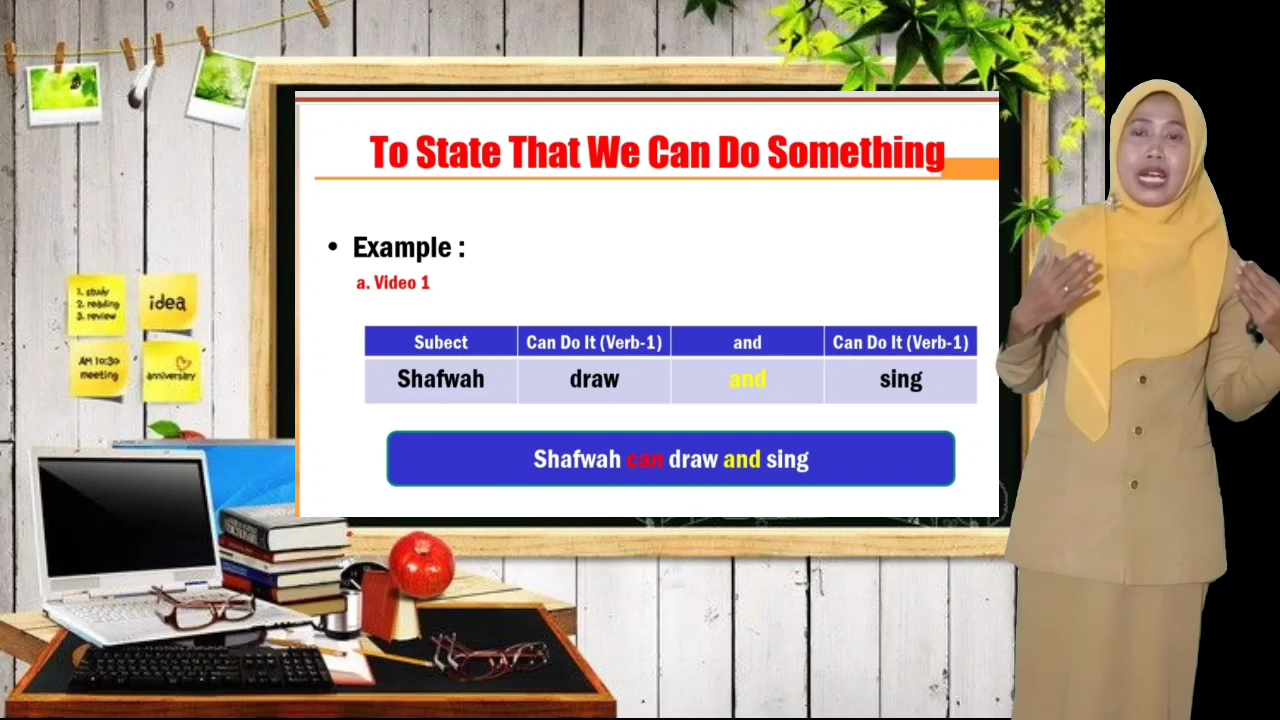 To State That We Can Do Something
• Example :
a. Video 1
Subect Can Do It (Verb-1) and Can Do It (Verb-1)
Shafwah draw and sing
Shafwah can draw and sing
1. study
2. reading
3. review
idea
AM 10:30
meeting
anniversary